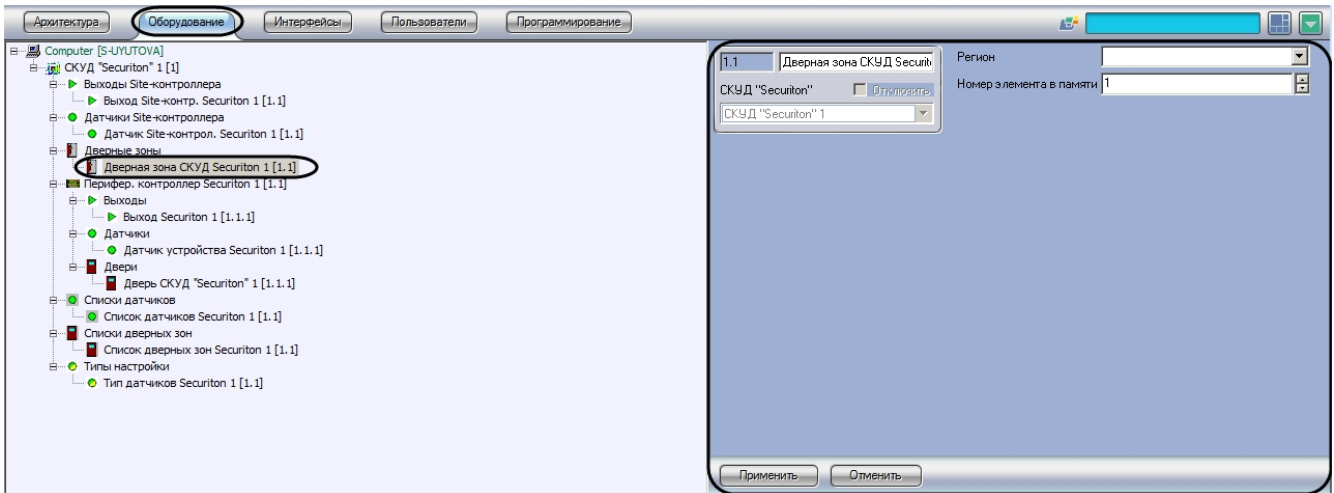 Архитектура Оборудование Интерфейсы Пользователи Программирование
Computer [S-UYUTOVA]
СКУД "Securiton" 1 [1]
Выходы Site-контроллера
Выход Site-контр. Securiton 1 [1.1]
Датчики Site-контроллера
Датчик Site-контрол. Securiton 1 [1.1]
Дверные зоны
Дверная зона СКУД Securiton 1 [1.1]
Перифер. контроллер Securiton 1 [1.1]
Выходы
Выход Securiton 1 [1.1.1]
Датчики
Датчик устройства Securiton 1 [1.1.1]
Двери
Дверь СКУД "Securiton" 1 [1.1.1]
Списки датчиков
Список датчиков Securiton 1 [1.1]
Списки дверных зон
Список дверных зон Securiton 1 [1.1]
Типы настройки
Тип датчиков Securiton 1 [1.1]
1.1 Дверная зона СКУД Securit
СКУД "Securiton" Отключить
СКУД "Securiton" 1
Регион
Номер элемента в памяти 1
Применить Отменить